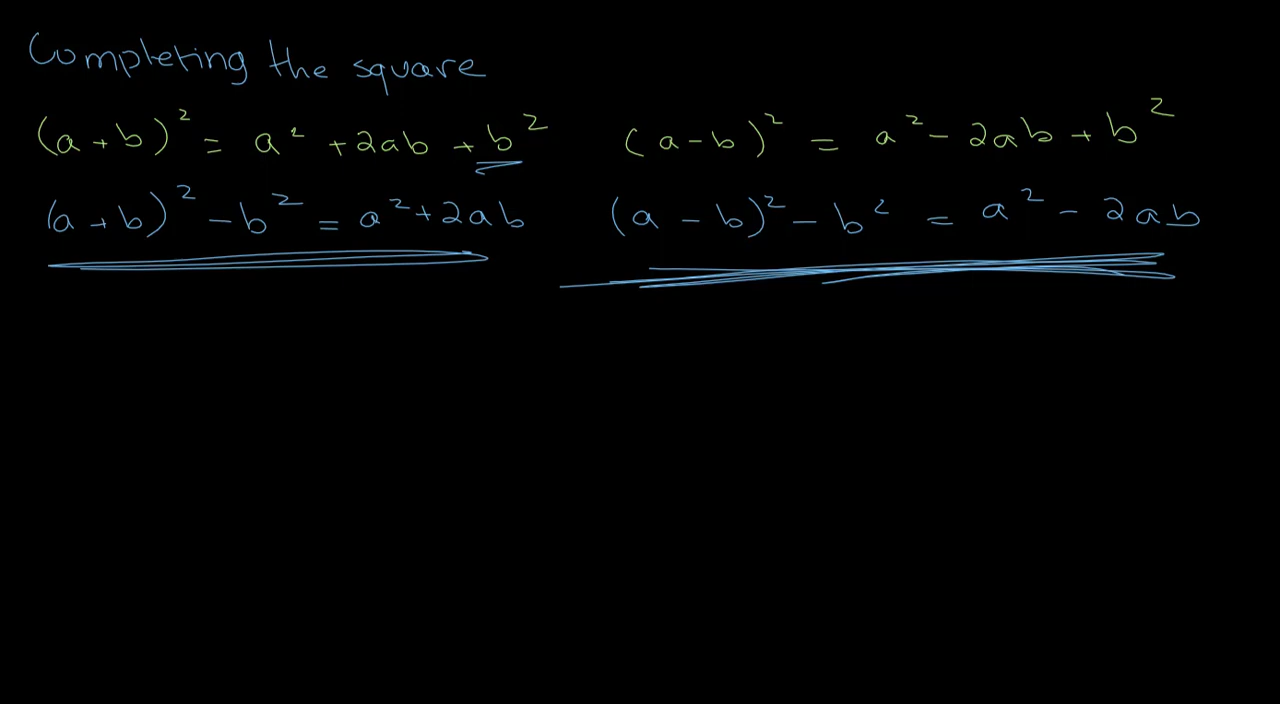 Completing the square
(a+b)² = a² + 2ab + b² (a-b)² = a² - 2ab + b²
(a+b)² - b² = a² + 2ab (a - b)² - b² = a² - 2ab